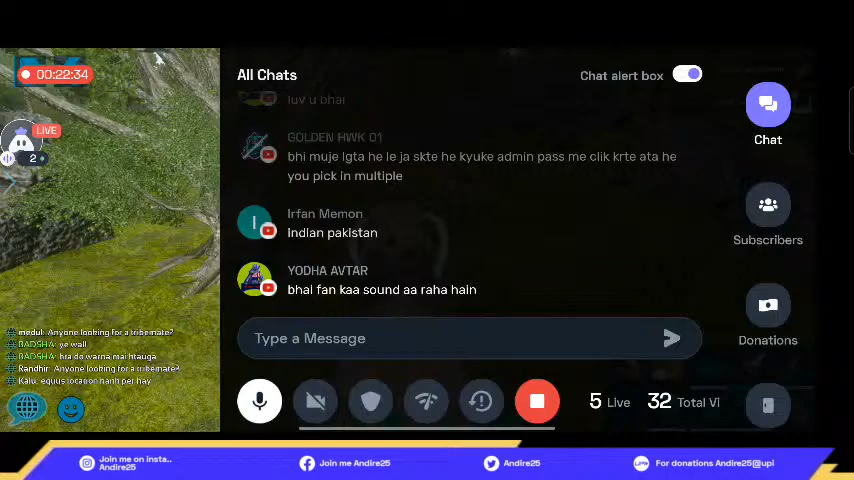 00:22:34
LIVE
2
All Chats
Chat alert box
luv u bhai
GOLDEN HWK 01
bhi muje lgta he le ja skte he kyuke admin pass me clik krte ata he
you pick in multiple
I
Irfan Memon
indian pakistan
YODHA AVTAR
bhai fan kaa sound aa raha hain
Type a Message
Chat
Subscribers
Donations
medul: Anyone looking for a tribemate?
BADSHA: ye wall
BADSHA: hra do warna mai htauga
Randhir: Anyone looking for a tribemate?
Kalu: equus location hanh per hay
5 Live
32 Total Vi
Join me on insta..
Andire25
Join me Andire25
Andire25
UPI
For donations Andire25@upi